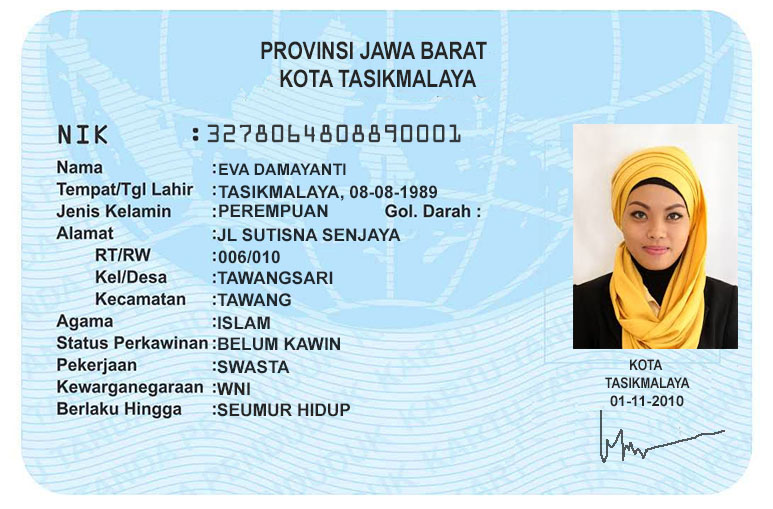 PROVINSI JAWA BARAT
KOTA TASIKMALAYA
NIK : 3278064808890001
Nama :EVA DAMAYANTI
Tempat/Tgl Lahir :TASIKMALAYA, 08-08-1989
Jenis Kelamin :PEREMPUAN Gol. Darah :
Alamat :JL SUTISNA SENJAYA
RT/RW :006/010
Kel/Desa :TAWANGSARI
Kecamatan :TAWANG
Agama :ISLAM
Status Perkawinan :BELUM KAWIN
Pekerjaan :SWASTA
Kewarganegaraan :WNI
Berlaku Hingga :SEUMUR HIDUP
KOTA
TASIKMALAYA
01-11-2010